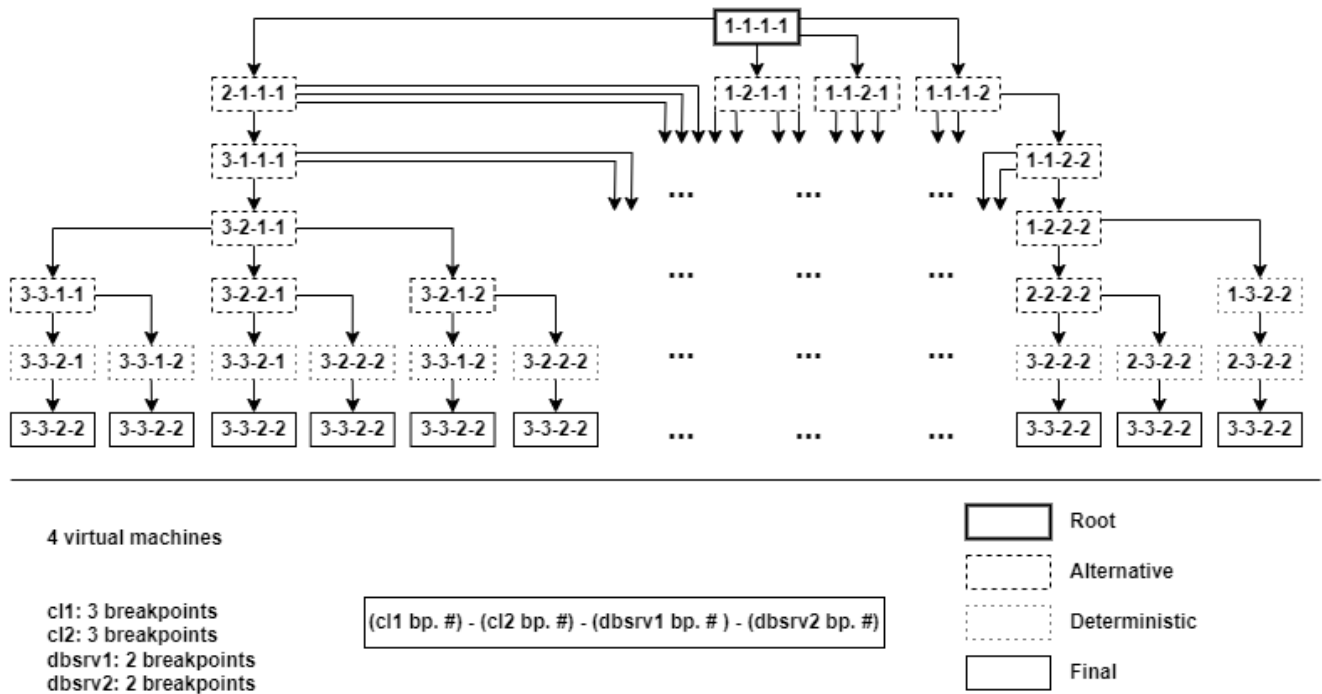 1-1-1-1
2-1-1-1
1-2-1-1
1-1-2-1
1-1-1-2
3-1-1-1
1-1-2-2
... ... ...
3-2-1-1
1-2-2-2
... ... ...
3-3-1-1
3-2-2-1
3-2-1-2
2-2-2-2
1-3-2-2
3-3-2-1
3-3-1-2
3-3-2-1
3-2-2-2
3-3-1-2
3-2-2-2
... ... ...
3-2-2-2
2-3-2-2
2-3-2-2
3-3-2-2
3-3-2-2
3-3-2-2
3-3-2-2
3-3-2-2
3-3-2-2
... ... ...
3-3-2-2
3-3-2-2
3-3-2-2
4 virtual machines
cl1: 3 breakpoints
cl2: 3 breakpoints
dbsrv1: 2 breakpoints
dbsrv2: 2 breakpoints
(cl1 bp. #) - (cl2 bp. #) - (dbsrv1 bp. # ) - (dbsrv2 bp. #)
Root
Alternative
Deterministic
Final